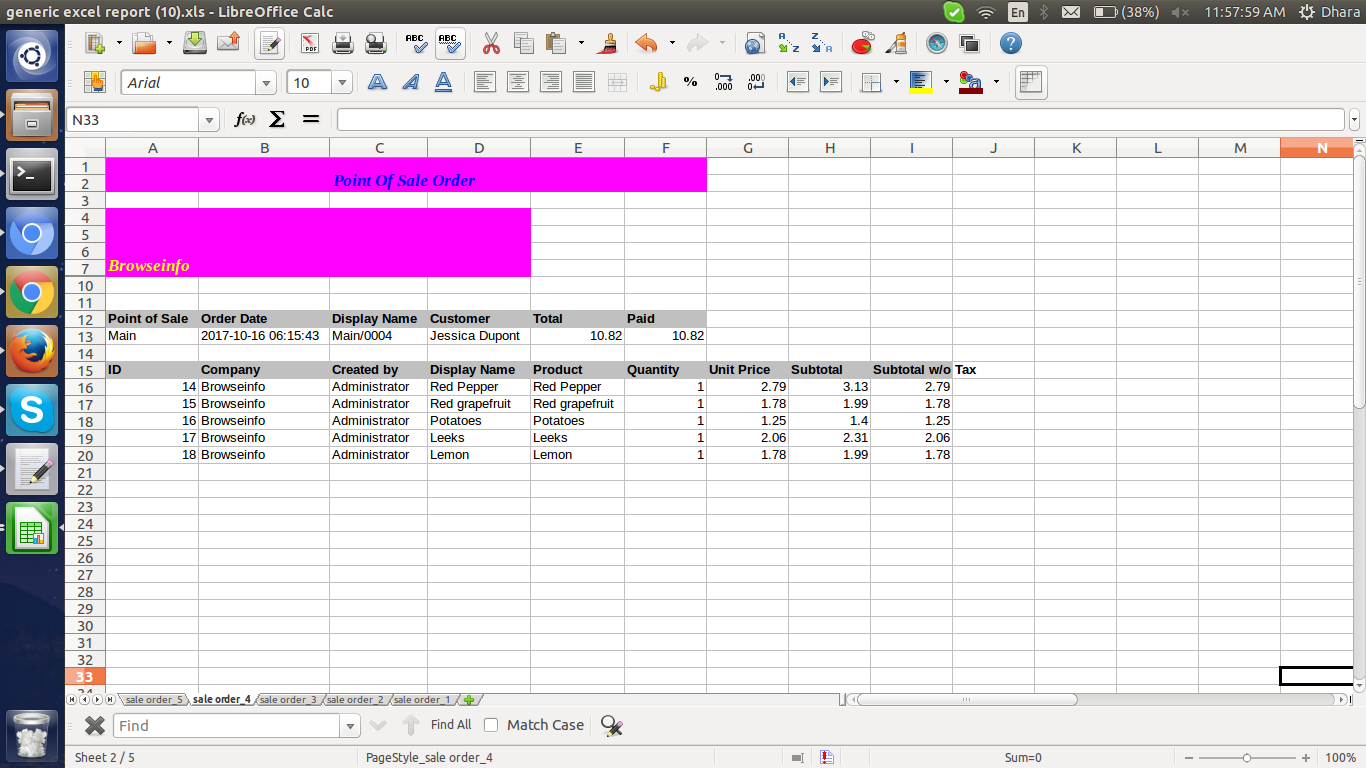 generic excel report (10).xls - LibreOffice Calc En (38%) 11:57:59 AM Dhara
PDF ABC ABC
Arial 10 % 0.000 .000
N33 f(x) Σ =
A B C D E F G H I J K L M N
1
2 Point Of Sale Order
3
4
5
6
7 Browseinfo
10
11
12 Point of Sale Order Date Display Name Customer Total Paid
13 Main 2017-10-16 06:15:43 Main/0004 Jessica Dupont 10.82 10.82
14
15 ID Company Created by Display Name Product Quantity Unit Price Subtotal Subtotal w/o Tax
16 14 Browseinfo Administrator Red Pepper Red Pepper 1 2.79 3.13 2.79
17 15 Browseinfo Administrator Red grapefruit Red grapefruit 1 1.78 1.99 1.78
18 16 Browseinfo Administrator Potatoes Potatoes 1 1.25 1.4 1.25
19 17 Browseinfo Administrator Leeks Leeks 1 2.06 2.31 2.06
20 18 Browseinfo Administrator Lemon Lemon 1 1.78 1.99 1.78
21
22
23
24
25
26
27
28
29
30
31
32
33
sale order_5 sale order_4 sale order_3 sale order_2 sale order_1
Find Find All Match Case
Sheet 2 / 5 PageStyle_sale order_4 Sum=0 100%